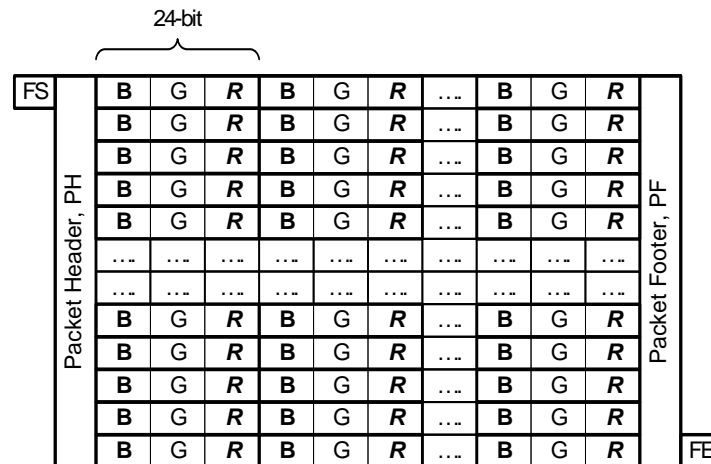 24-bit
FS B G R B G R …. B G R
B G R B G R …. B G R
B G R B G R …. B G R
B G R B G R …. B G R
B G R B G R …. B G R
…. …. …. …. …. …. …. …. …. ….
…. …. …. …. …. …. …. …. …. ….
B G R B G R …. B G R
B G R B G R …. B G R
B G R B G R …. B G R
B G R B G R …. B G R
B G R B G R …. B G R FE
Packet Header, PH
Packet Footer, PF